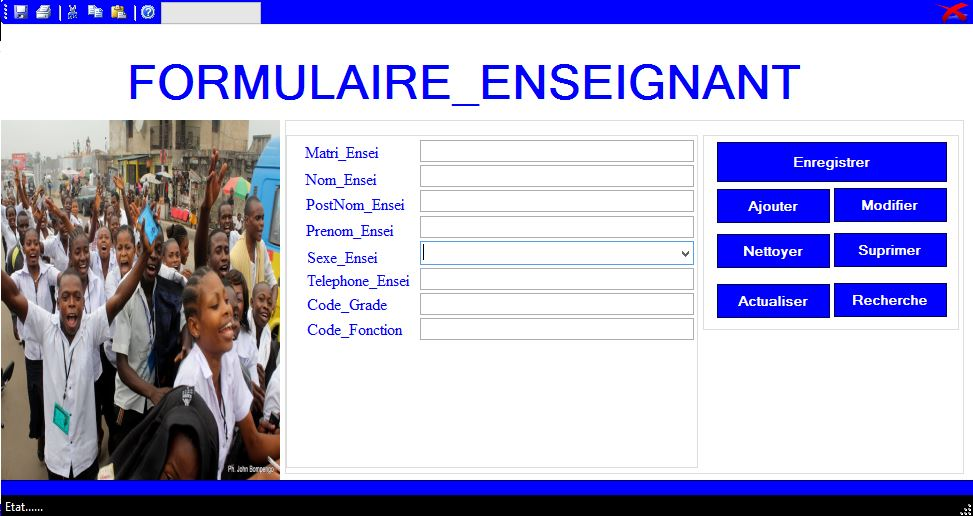 FORMULAIRE_ENSEIGNANT
Matri_Ensei
Nom_Ensei
PostNom_Ensei
Prenom_Ensei
Sexe_Ensei
Telephone_Ensei
Code_Grade
Code_Fonction
Enregistrer
Ajouter
Modifier
Nettoyer
Suprimer
Actualiser
Recherche
Ph. John Bompengo
Etat......